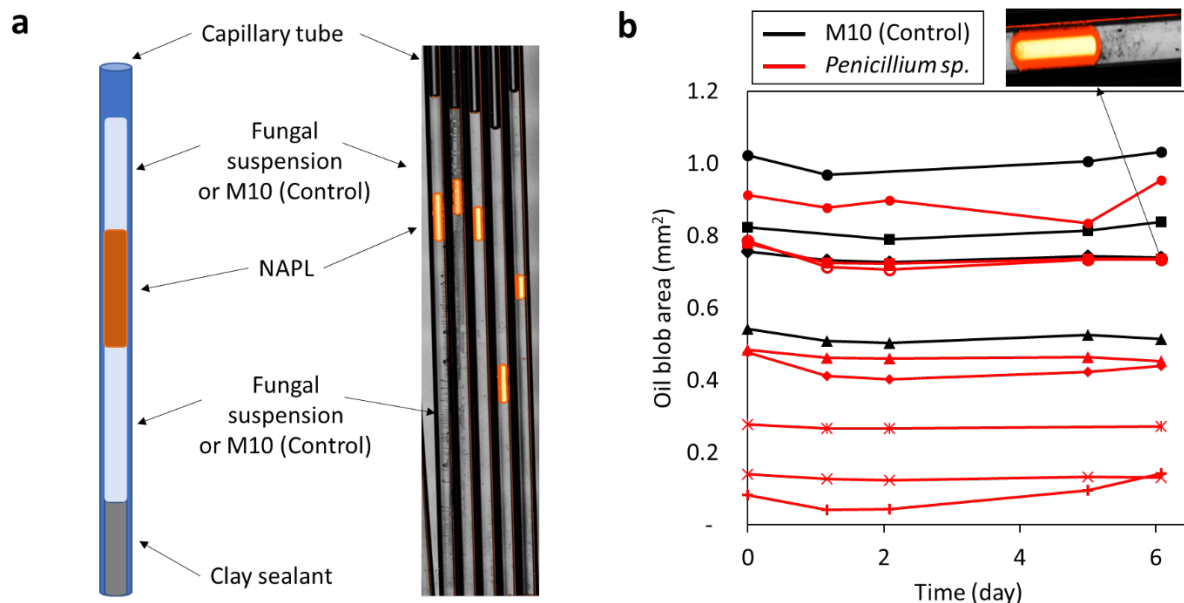 a
Capillary tube
Fungal
suspension
or M10 (Control)
NAPL
Fungal
suspension
or M10 (Control)
Clay sealant
b
M10 (Control)
Penicillium sp.
1.2
1.0
0.8
0.6
0.4
0.2
-
Oil blob area (mm²)
0
2
4
6
Time (day)